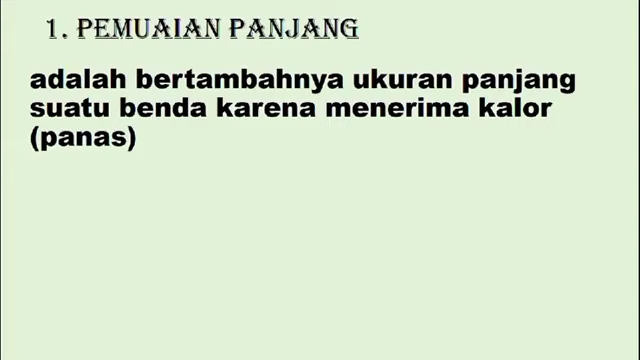 1. PEMUAIAN PANJANG
adalah bertambahnya ukuran panjang
suatu benda karena menerima kalor
(panas)